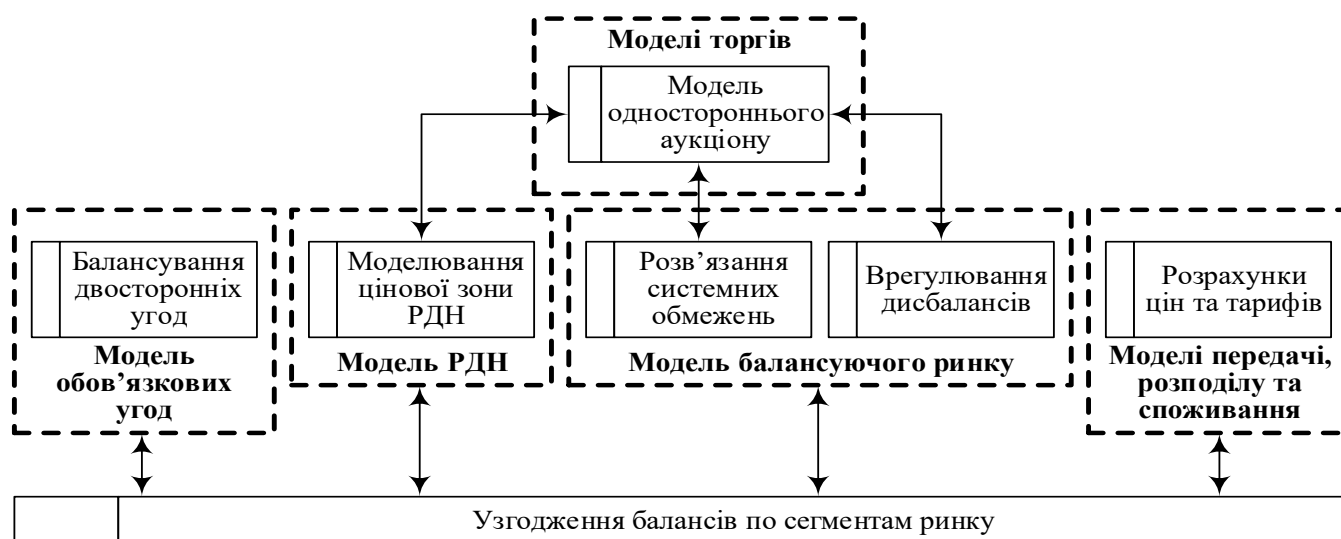 Моделі торгів
Модель
одностороннього
аукціону
Балансування
двосторонніх
угод
Модель
обов’язкових
угод
Моделювання
цінової зони
РДН
Модель РДН
Розв’язання
системних
обмежень
Врегулювання
дисбалансів
Модель балансуючого ринку
Розрахунки
цін та тарифів
Моделі передачі,
розподілу та
споживання
Узгодження балансів по сегментам ринку